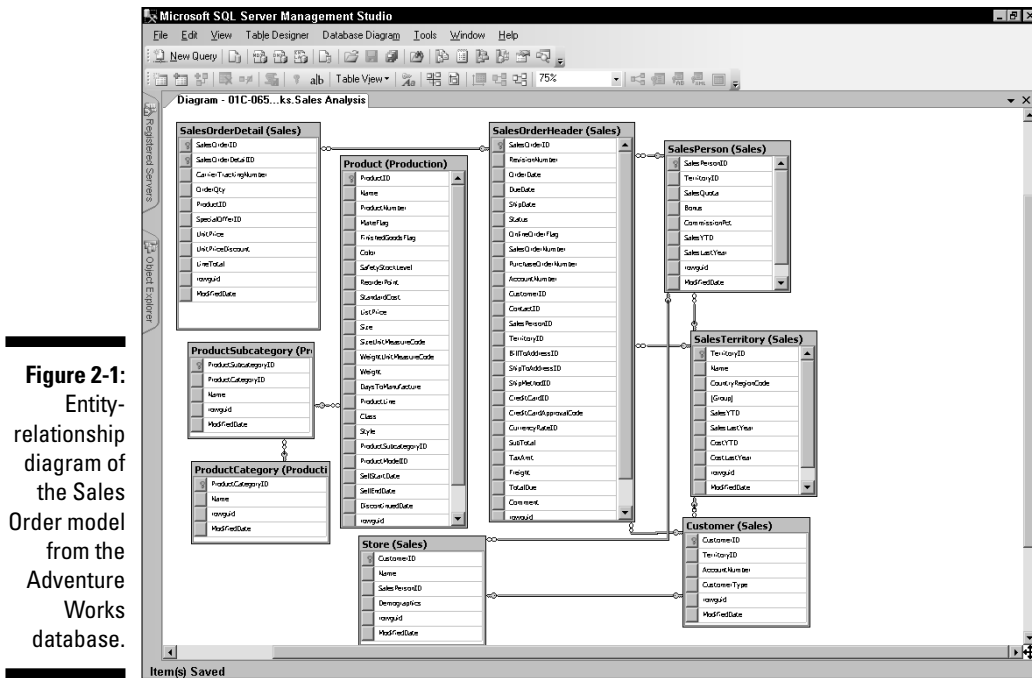 Microsoft SQL Server Management Studio
File Edit View Table Designer Database Diagram Tools Window Help
New Query
Table View 75%
Diagram - 01C-065...ks.Sales Analysis
Registered Servers
Object Explorer
SalesOrderDetail (Sales)
SalesOrderID
SalesOrderDetailID
CarrierTrackingNumber
OrderQty
ProductID
SpecialOfferID
UnitPrice
UnitPriceDiscount
LineTotal
rowguid
ModifiedDate
Product (Production)
ProductID
Name
ProductNumber
MakeFlag
FinishedGoodsFlag
Color
SafetyStockLevel
ReorderPoint
StandardCost
ListPrice
Size
SizeUnitMeasureCode
WeightUnitMeasureCode
Weight
DaysToManufacture
ProductLine
Class
Style
ProductSubcategoryID
ProductModelID
SellStartDate
SellEndDate
DiscontinuedDate
rowguid
SalesOrderHeader (Sales)
SalesOrderID
RevisionNumber
OrderDate
DueDate
ShipDate
Status
OnlineOrderFlag
SalesOrderNumber
PurchaseOrderNumber
AccountNumber
CustomerID
ContactID
SalesPersonID
TerritoryID
BillToAddressID
ShipToAddressID
ShipMethodID
CreditCardID
CreditCardApprovalCode
CurrencyRateID
SubTotal
TaxAmt
Freight
TotalDue
Comment
rowguid
SalesPerson (Sales)
SalesPersonID
TerritoryID
SalesQuota
Bonus
CommissionPct
SalesYTD
SalesLastYear
rowguid
ModifiedDate
SalesTerritory (Sales)
TerritoryID
Name
CountryRegionCode
[Group]
SalesYTD
SalesLastYear
CostYTD
CostLastYear
rowguid
ModifiedDate
ProductSubcategory (Pr
ProductSubcategoryID
ProductCategoryID
Name
rowguid
ModifiedDate
ProductCategory (Producti
ProductCategoryID
Name
rowguid
ModifiedDate
Store (Sales)
CustomerID
Name
SalesPersonID
Demographics
rowguid
ModifiedDate
Customer (Sales)
CustomerID
TerritoryID
AccountNumber
CustomerType
rowguid
ModifiedDate
Item(s) Saved
Figure 2-1:
Entity-
relationship
diagram of
the Sales
Order model
from the
Adventure
Works
database.